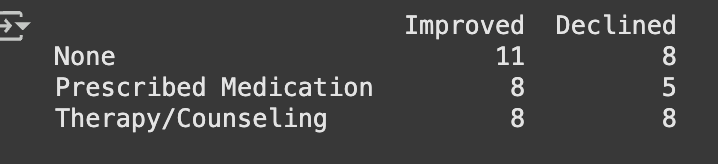 Improved Declined
None 11 8
Prescribed Medication 8 5
Therapy/Counseling 8 8